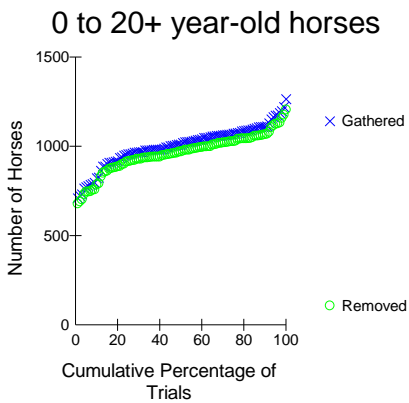 0 to 20+ year-old horses
1500
1000
500
0
Number of Horses
0
20
40
60
80
100
Cumulative Percentage of
Trials
Gathered
Removed